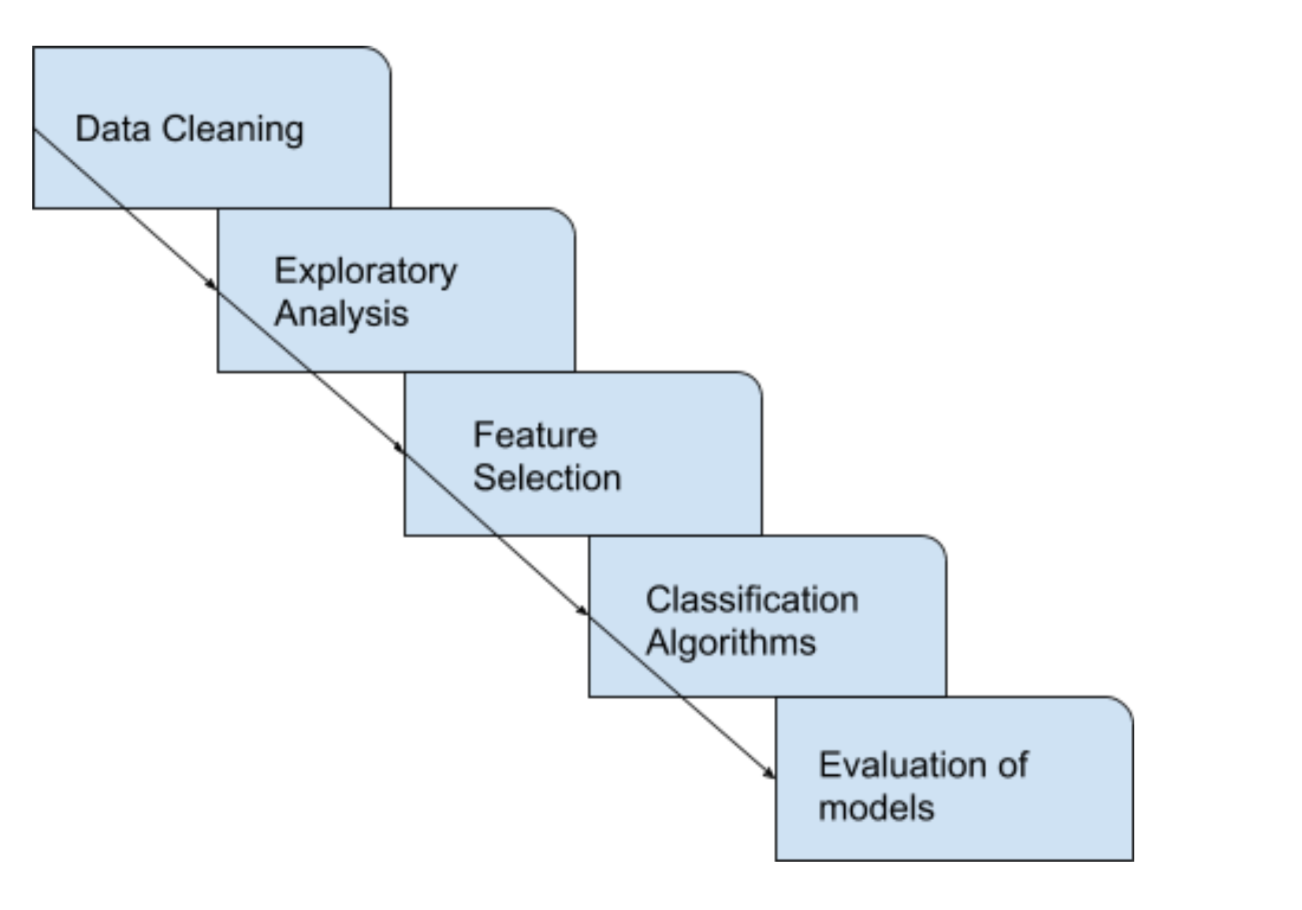 Data Cleaning
Exploratory
Analysis
Feature
Selection
Classification
Algorithms
Evaluation of
models